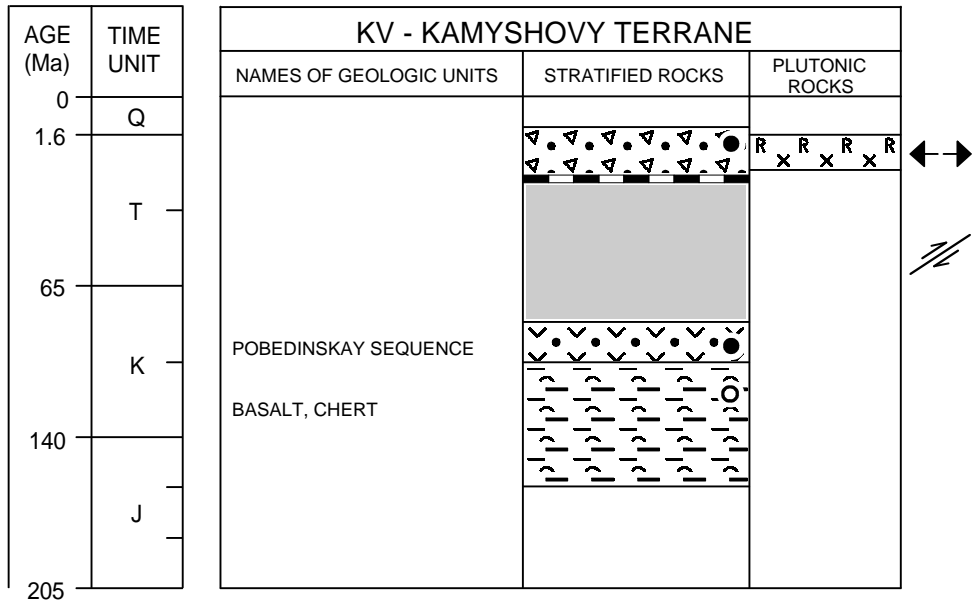 AGE
(Ma)
TIME
UNIT
KV - KAMYSHOVY TERRANE
NAMES OF GEOLOGIC UNITS
STRATIFIED ROCKS
PLUTONIC
ROCKS
0
Q
1.6
R R R R
x x x x
T
65
POBEDINSKAY SEQUENCE
K
BASALT, CHERT
140
J
205